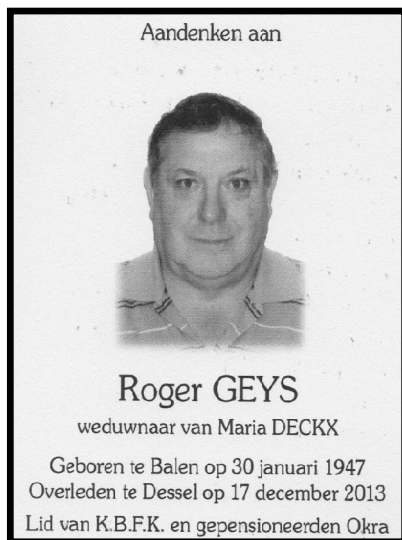 Aandenken aan
Roger GEYS
weduwnaar van Maria DECKX
Geboren te Balen op 30 januari 1947
Overleden te Dessel op 17 december 2013
Lid van K.B.F.K. en gepensioneerden Okra